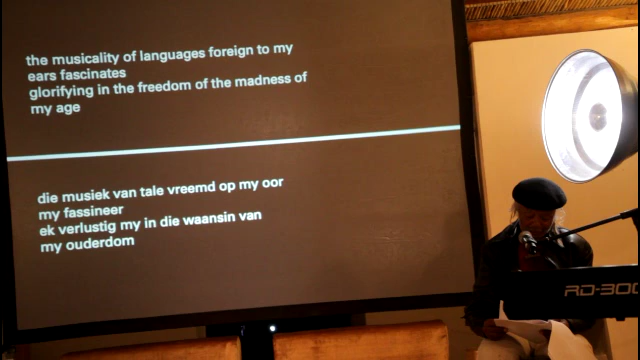 the musicality of languages foreign to my
ears fascinates
glorifying in the freedom of the madness of
my age
die musiek van tale vreemd op my oor
my fassineer
ek verlustig my in die waansin van
my ouderdom